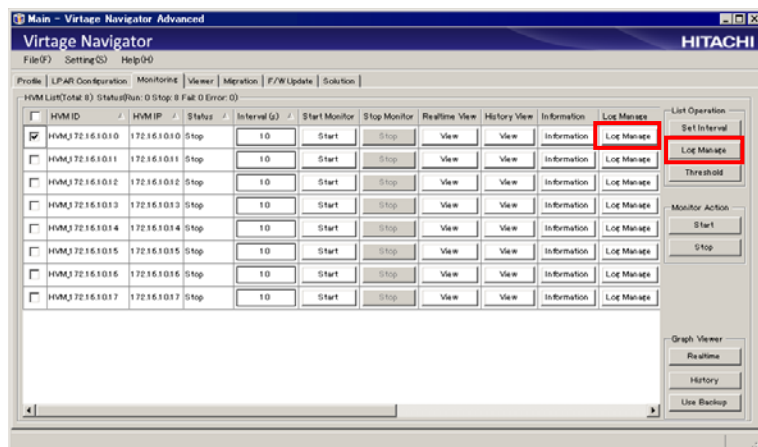 Main - Virtage Navigator Advanced
Virtage Navigator HITACHI
File(F) Setting(S) Help(H)
Profile LPAR Configuration Monitoring Viewer Migration F/W Update Solution
HVM List(Total: 8) Status(Run: 0 Stop: 8 Fail: 0 Error: 0)
HVM ID HVM IP Status Interval (s) Start Monitor Stop Monitor Realtime View History View Information Log Manage
HVM_172.16.10.10 172.16.10.10 Stop 10 Start Stop View View Information Log Manage
HVM_172.16.10.11 172.16.10.11 Stop 10 Start Stop View View Information Log Manage
HVM_172.16.10.12 172.16.10.12 Stop 10 Start Stop View View Information Log Manage
HVM_172.16.10.13 172.16.10.13 Stop 10 Start Stop View View Information Log Manage
HVM_172.16.10.14 172.16.10.14 Stop 10 Start Stop View View Information Log Manage
HVM_172.16.10.15 172.16.10.15 Stop 10 Start Stop View View Information Log Manage
HVM_172.16.10.16 172.16.10.16 Stop 10 Start Stop View View Information Log Manage
HVM_172.16.10.17 172.16.10.17 Stop 10 Start Stop View View Information Log Manage
List Operation
Set Interval
Log Manage
Threshold
Monitor Action
Start
Stop
Graph Viewer
Realtime
History
Use Backup